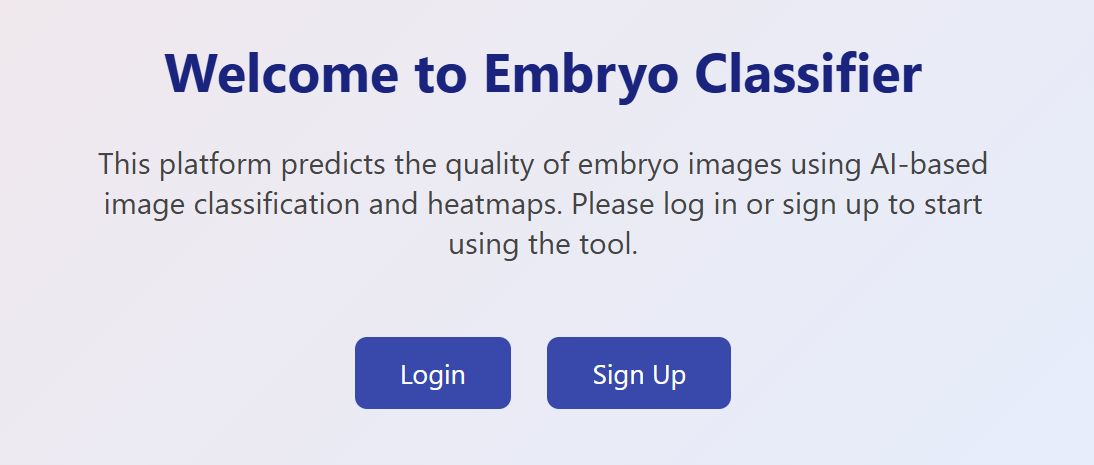 Welcome to Embryo Classifier
This platform predicts the quality of embryo images using AI-based
image classification and heatmaps. Please log in or sign up to start
using the tool.
Login
Sign Up